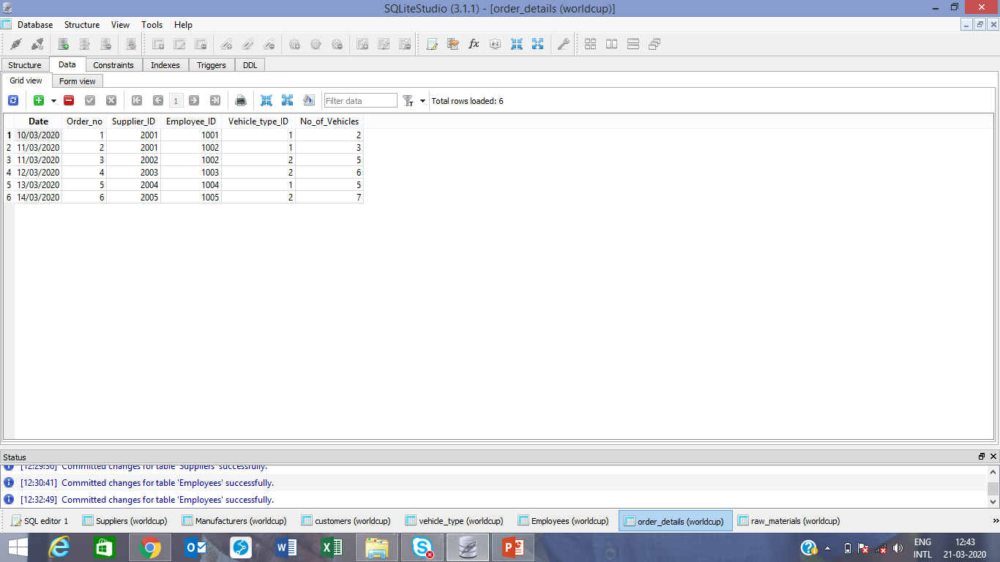 SQLiteStudio (3.1.1) - [order_details (worldcup)]
Database Structure View Tools Help
Structure Data Constraints Indexes Triggers DDL
Grid view Form view
1 Filter data Total rows loaded: 6
Date Order_no Supplier_ID Employee_ID Vehicle_type_ID No_of_Vehicles
1 10/03/2020 1 2001 1001 1 2
2 11/03/2020 2 2001 1002 1 3
3 11/03/2020 3 2002 1002 2 5
4 12/03/2020 4 2003 1003 2 6
5 13/03/2020 5 2004 1004 1 5
6 14/03/2020 6 2005 1005 2 7
Status
[12:29:36] Committed changes for table 'Suppliers' successfully.
[12:30:41] Committed changes for table 'Employees' successfully.
[12:32:49] Committed changes for table 'Employees' successfully.
SQL editor 1 Suppliers (worldcup) Manufacturers (worldcup) customers (worldcup) vehicle_type (worldcup) Employees (worldcup) order_details (worldcup) raw_materials (worldcup)
ENG 12:43
INTL 21-03-2020